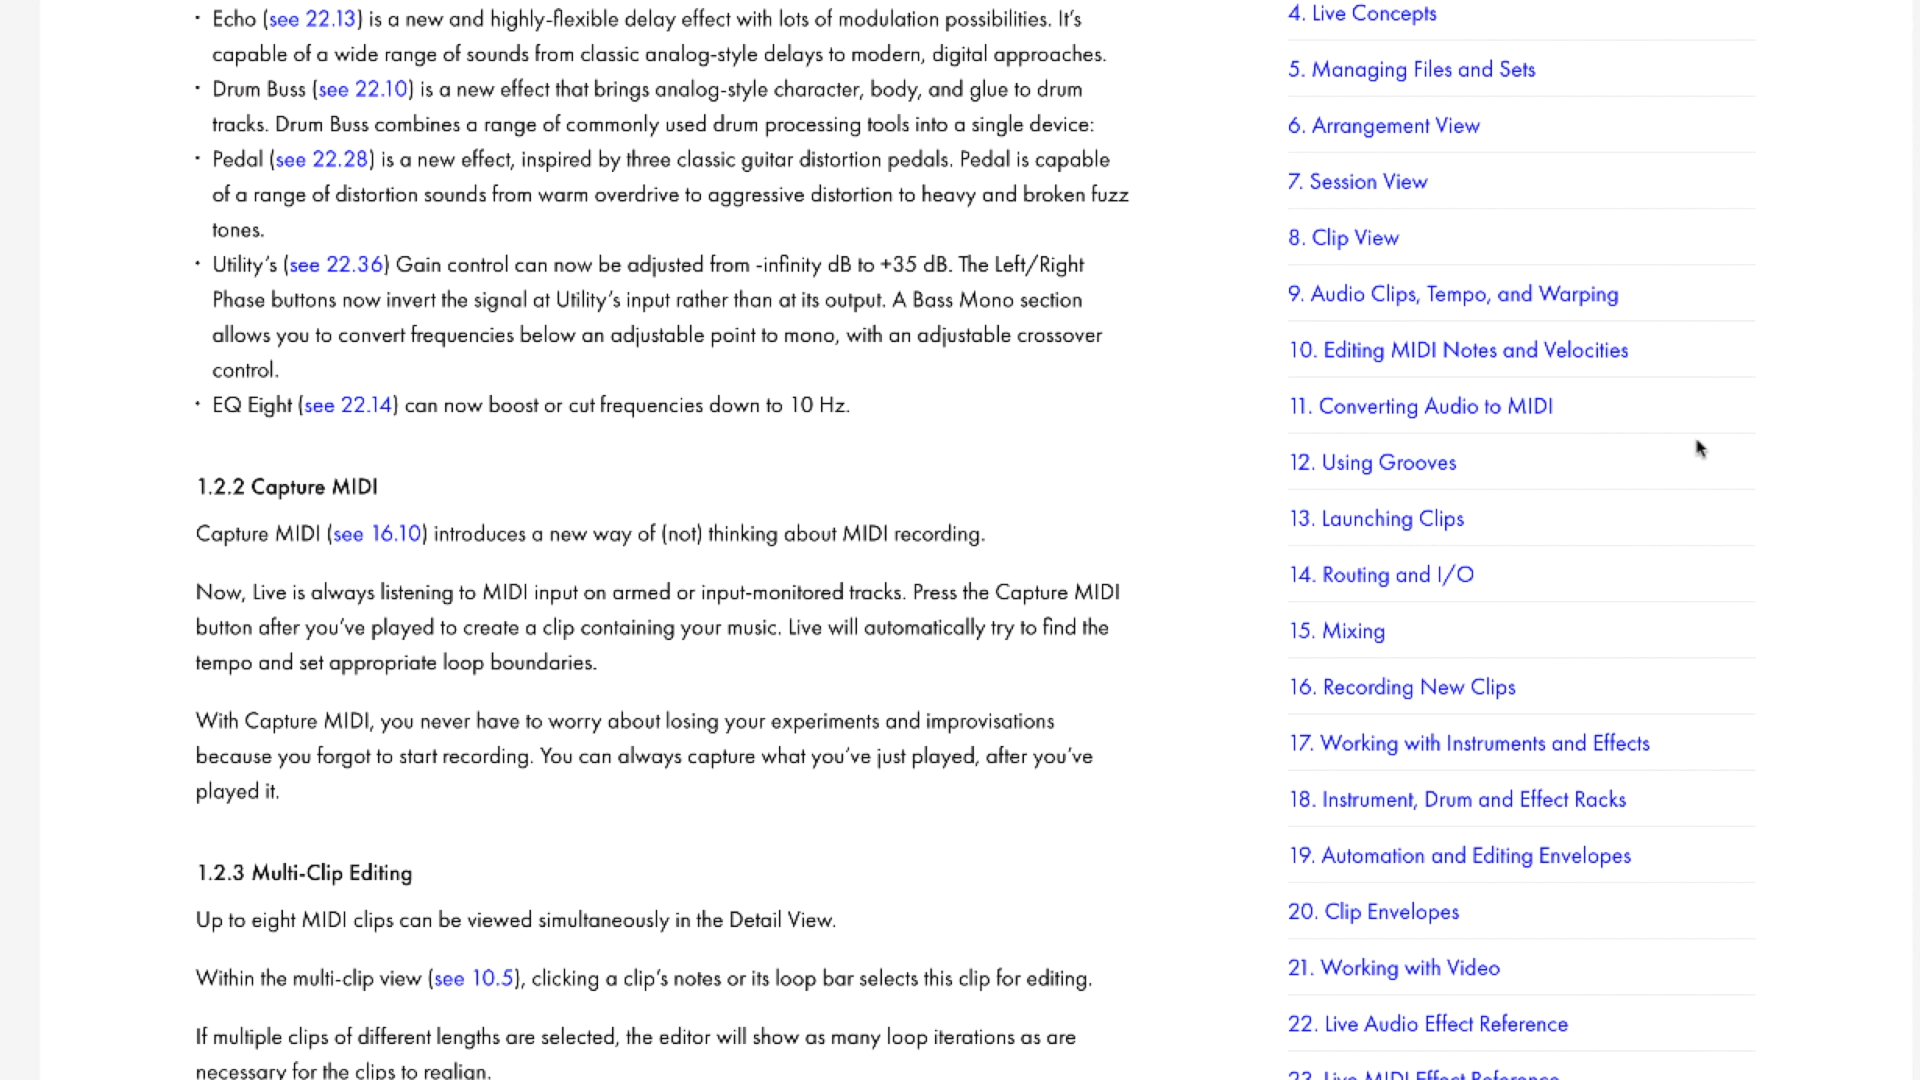 • Echo (see 22.13) is a new and highly-flexible delay effect with lots of modulation possibilities. It’s
capable of a wide range of sounds from classic analog-style delays to modern, digital approaches.
• Drum Buss (see 22.10) is a new effect that brings analog-style character, body, and glue to drum
tracks. Drum Buss combines a range of commonly used drum processing tools into a single device:
• Pedal (see 22.28) is a new effect, inspired by three classic guitar distortion pedals. Pedal is capable
of a range of distortion sounds from warm overdrive to aggressive distortion to heavy and broken fuzz
tones.
• Utility’s (see 22.36) Gain control can now be adjusted from -infinity dB to +35 dB. The Left/Right
Phase buttons now invert the signal at Utility’s input rather than at its output. A Bass Mono section
allows you to convert frequencies below an adjustable point to mono, with an adjustable crossover
control.
• EQ Eight (see 22.14) can now boost or cut frequencies down to 10 Hz.
1.2.2 Capture MIDI
Capture MIDI (see 16.10) introduces a new way of (not) thinking about MIDI recording.
Now, Live is always listening to MIDI input on armed or input-monitored tracks. Press the Capture MIDI
button after you’ve played to create a clip containing your music. Live will automatically try to find the
tempo and set appropriate loop boundaries.
With Capture MIDI, you never have to worry about losing your experiments and improvisations
because you forgot to start recording. You can always capture what you’ve just played, after you’ve
played it.
1.2.3 Multi-Clip Editing
Up to eight MIDI clips can be viewed simultaneously in the Detail View.
Within the multi-clip view (see 10.5), clicking a clip’s notes or its loop bar selects this clip for editing.
If multiple clips of different lengths are selected, the editor will show as many loop iterations as are
necessary for the clips to realign.
4. Live Concepts
5. Managing Files and Sets
6. Arrangement View
7. Session View
8. Clip View
9. Audio Clips, Tempo, and Warping
10. Editing MIDI Notes and Velocities
11. Converting Audio to MIDI
12. Using Grooves
13. Launching Clips
14. Routing and I/O
15. Mixing
16. Recording New Clips
17. Working with Instruments and Effects
18. Instrument, Drum and Effect Racks
19. Automation and Editing Envelopes
20. Clip Envelopes
21. Working with Video
22. Live Audio Effect Reference
23. Live MIDI Effect Reference